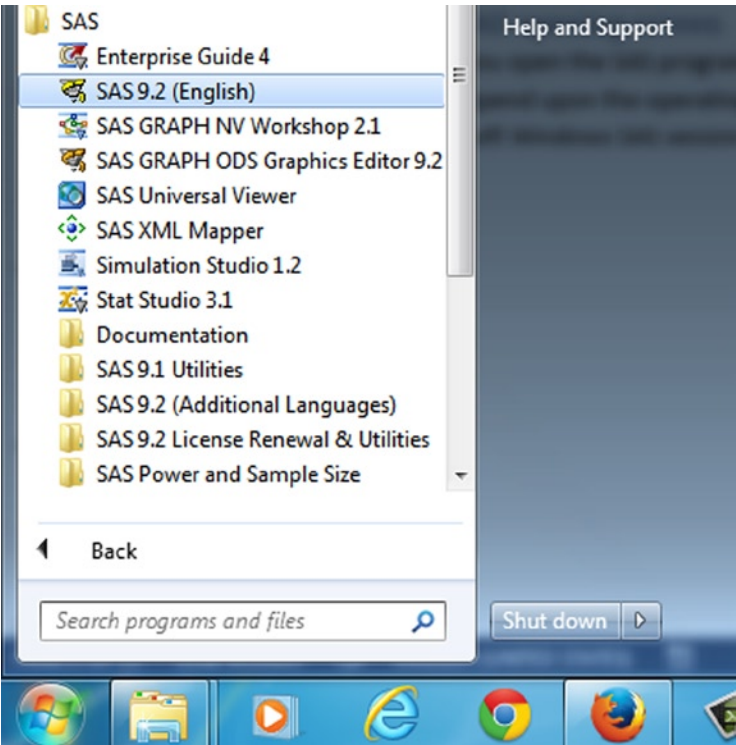 SAS
Enterprise Guide 4
SAS 9.2 (English)
SAS GRAPH NV Workshop 2.1
SAS GRAPH ODS Graphics Editor 9.2
SAS Universal Viewer
SAS XML Mapper
Simulation Studio 1.2
Stat Studio 3.1
Documentation
SAS 9.1 Utilities
SAS 9.2 (Additional Languages)
SAS 9.2 License Renewal & Utilities
SAS Power and Sample Size
Back
Search programs and files
Help and Support
Shut down